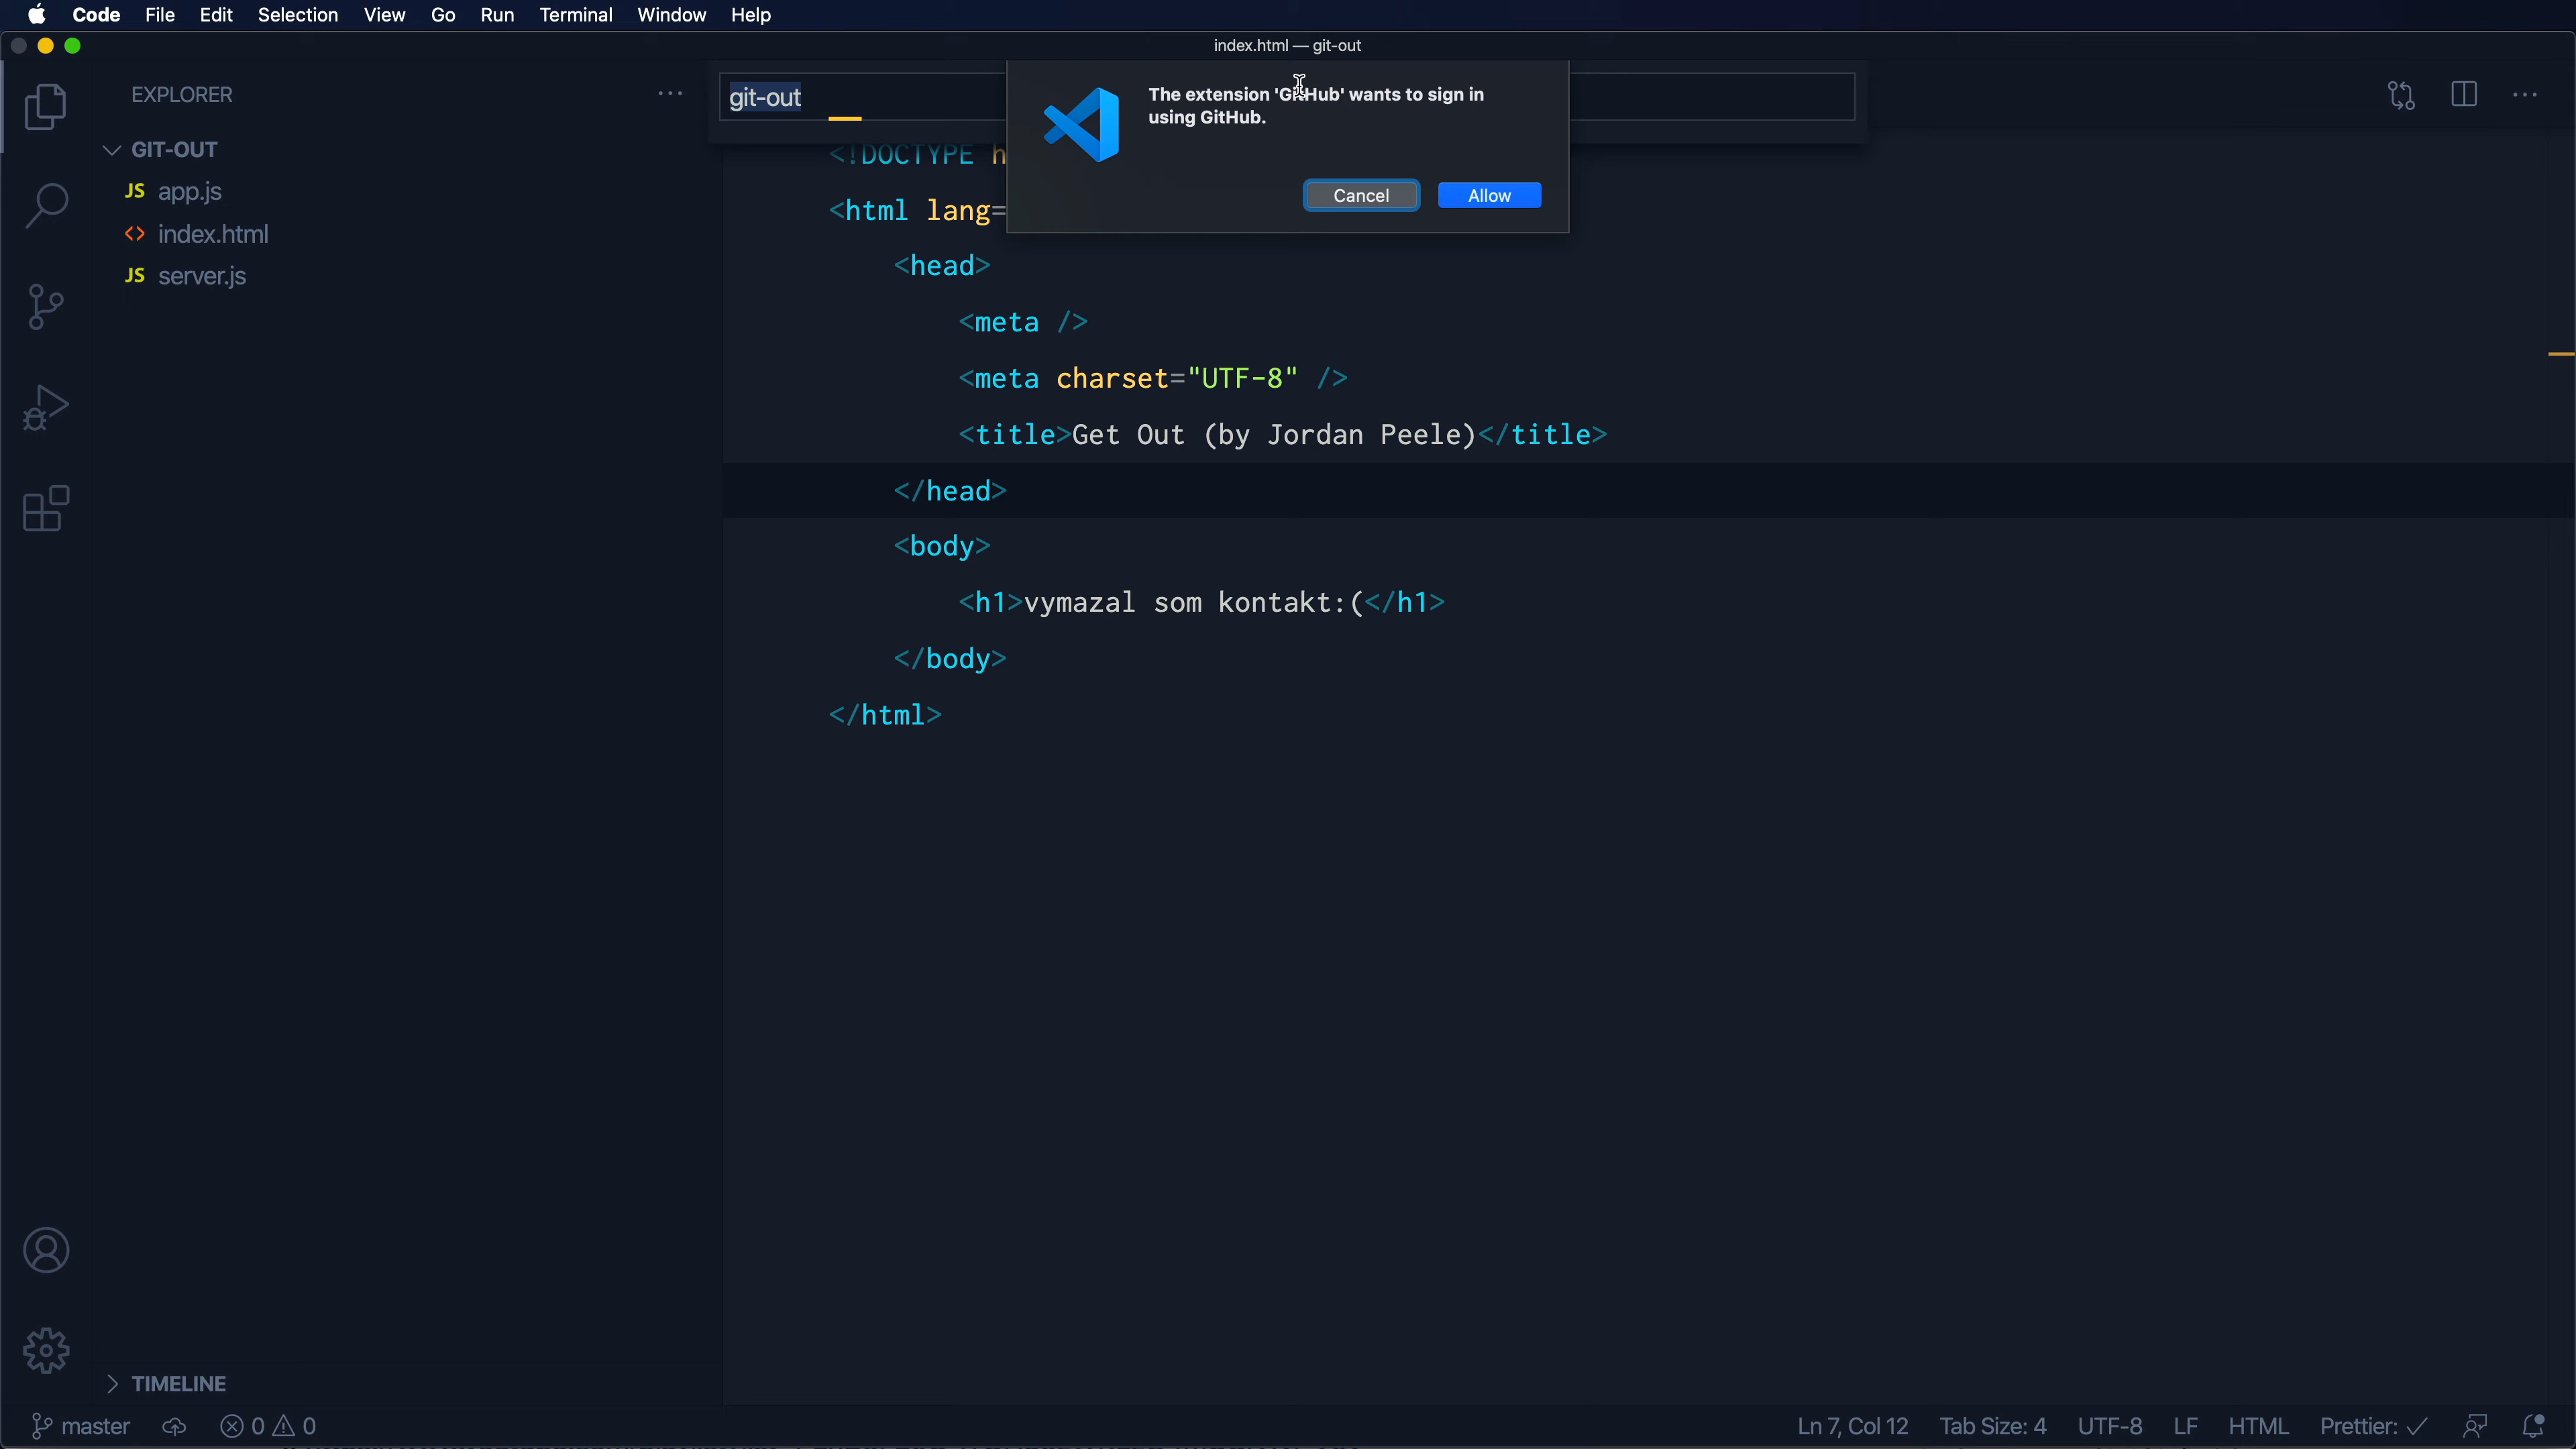 Code File Edit Selection View Go Run Terminal Window Help
index.html — git-out
EXPLORER
git-out
The extension 'GitHub' wants to sign in
using GitHub.
Cancel Allow
GIT-OUT
JS app.js
<> index.html
JS server.js
<!DOCTYPE h
<html lang=
<head>
<meta />
<meta charset="UTF-8" />
<title>Get Out (by Jordan Peele)</title>
</head>
<body>
<h1>vymazal som kontakt:(</h1>
</body>
</html>
TIMELINE
master 0 0 Ln 7, Col 12 Tab Size: 4 UTF-8 LF HTML Prettier: ✓